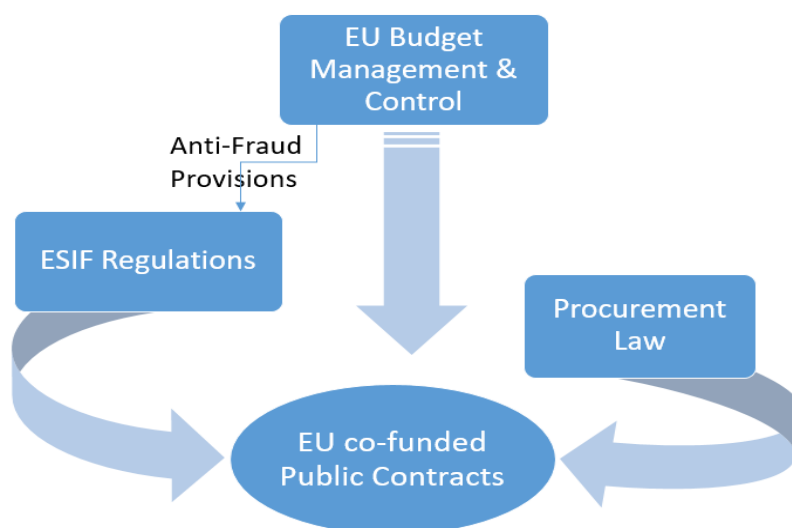 EU Budget
Management &
Control
Anti-Fraud
Provisions
ESIF Regulations
Procurement
Law
EU co-funded
Public Contracts